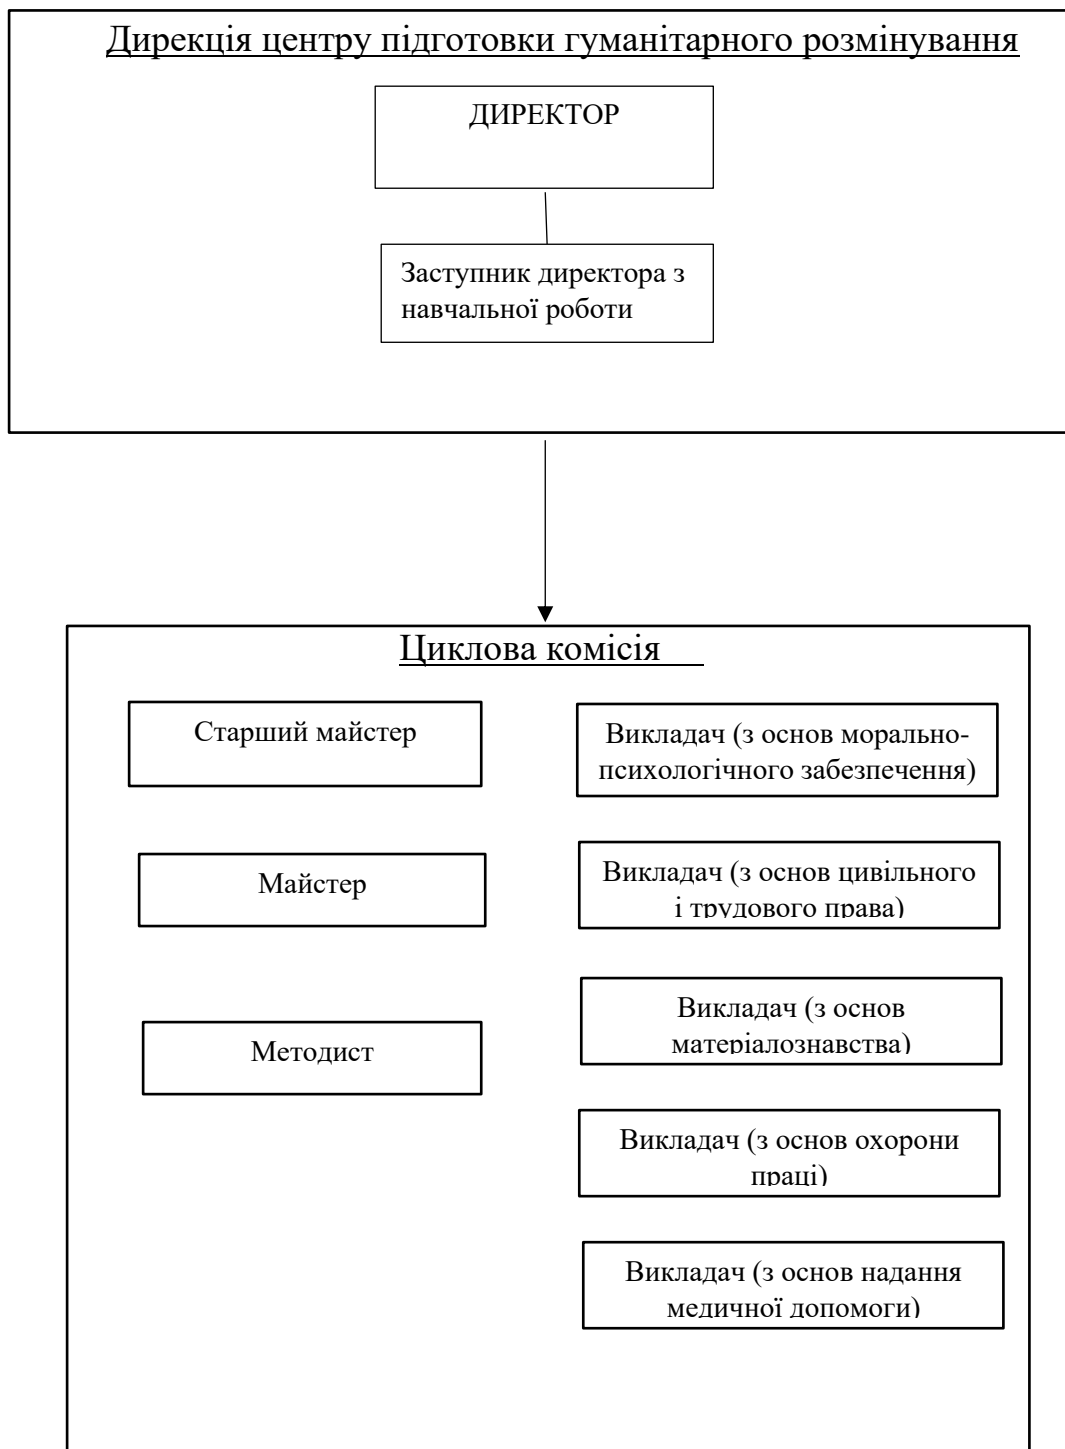 Дирекція центру підготовки гуманітарного розмінування
ДИРЕКТОР
Заступник директора з
навчальної роботи
Циклова комісія
Старший майстер
Майстер
Методист
Викладач (з основ морально-
психологічного забезпечення)
Викладач (з основ цивільного
і трудового права)
Викладач (з основ
матеріалознавства)
Викладач (з основ охорони
праці)
Викладач (з основ надання
медичної допомоги)